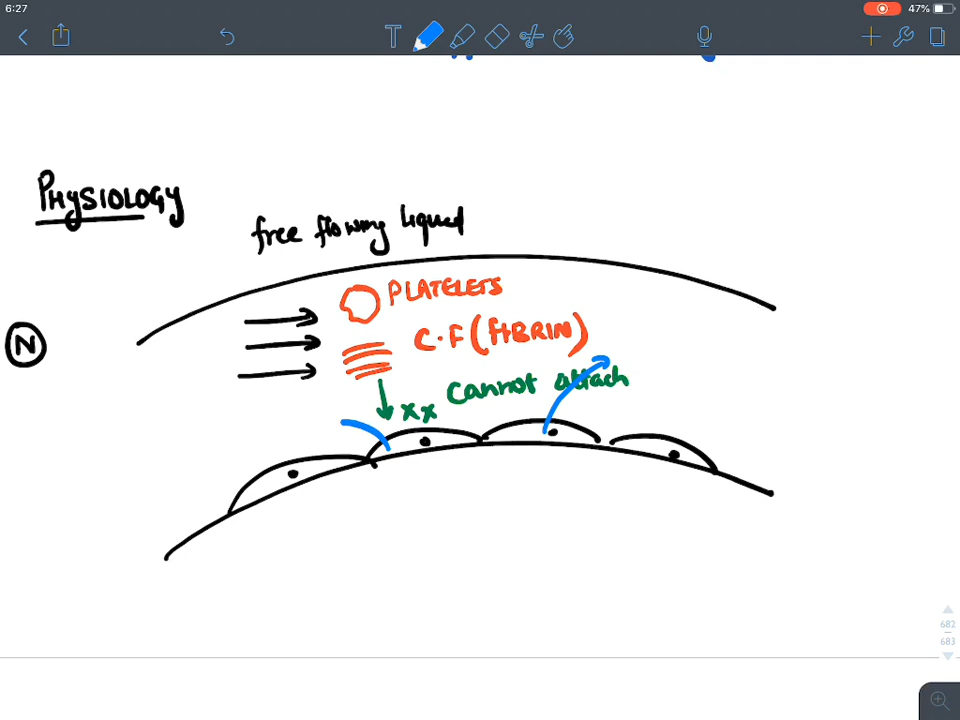 6:27
47%
T
PHYSIOLOGY
free flowing liquid
PLATELETS
N
C.F (FIBRIN)
Cannot attach
xx
682
683